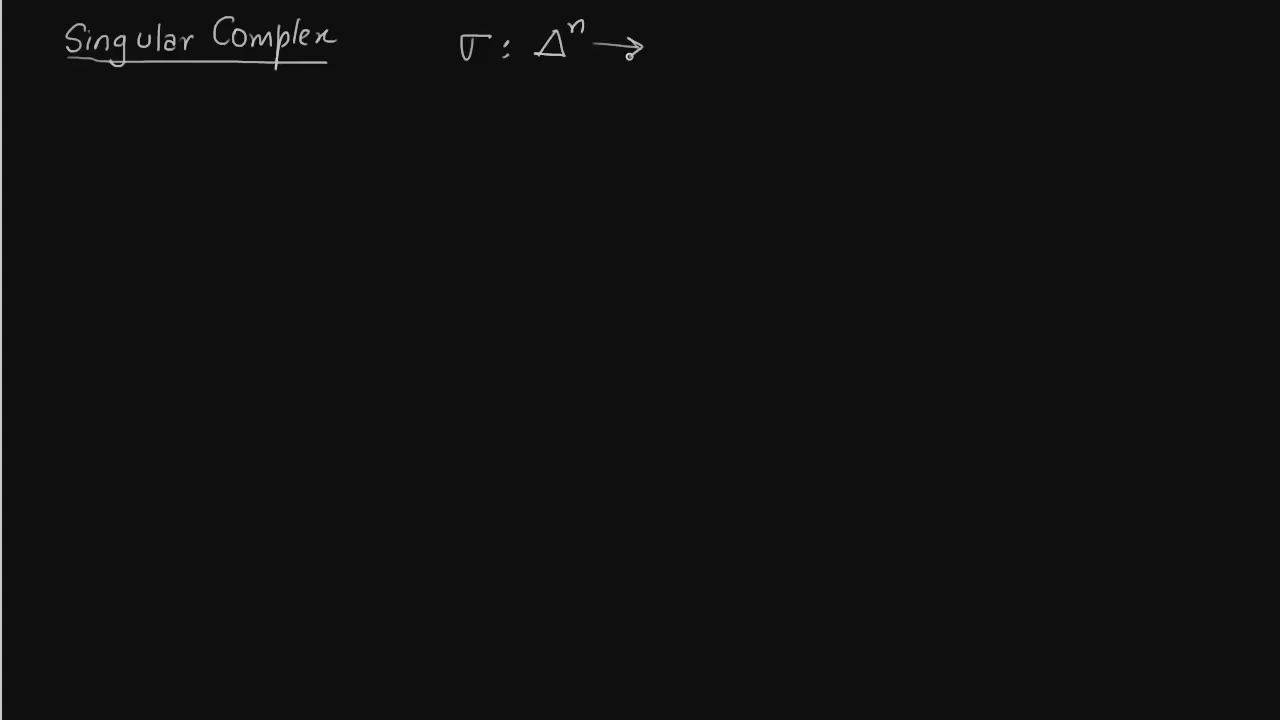 Singular Complex σ : Δⁿ →